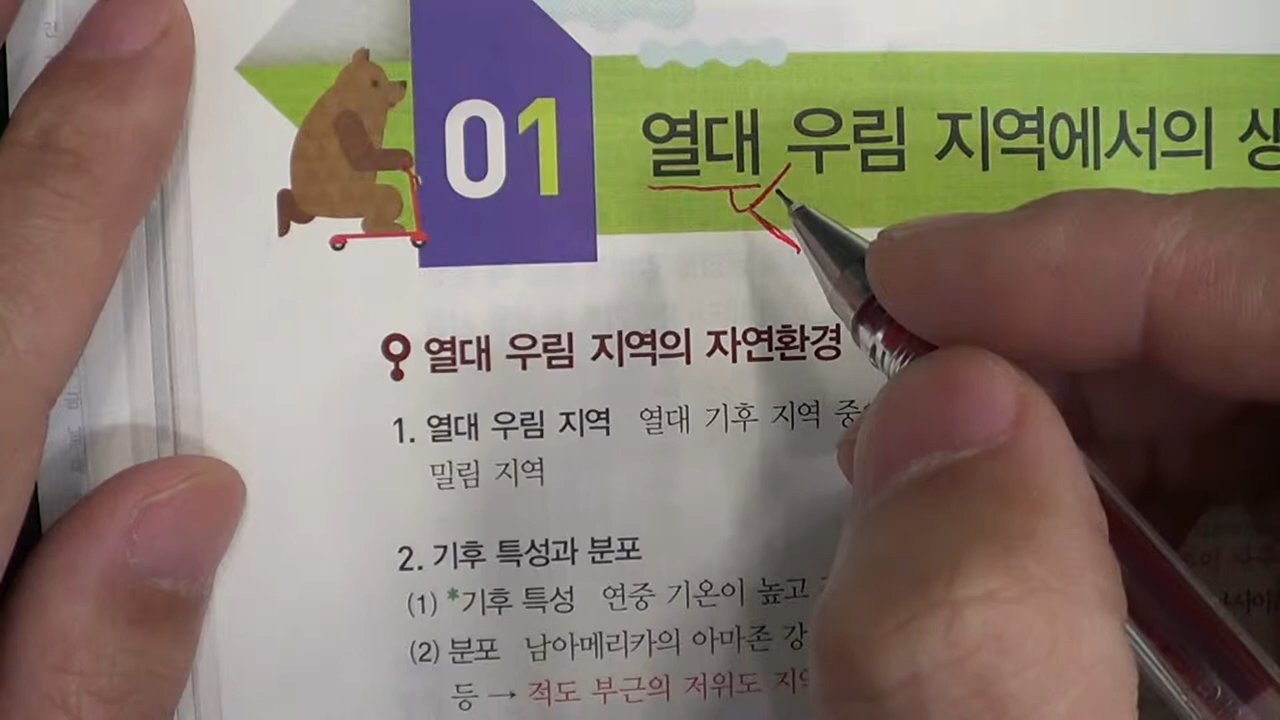 01
열대 우림 지역에서의
열대 우림 지역의 자연환경
1. 열대 우림 지역 열대 기후 지역
밀림 지역
2. 기후 특성과 분포
(1) *기후 특성 연중 기온이 높고
(2) 분포 남아메리카의 아마존 강
등 → 적도 부근의 저위도